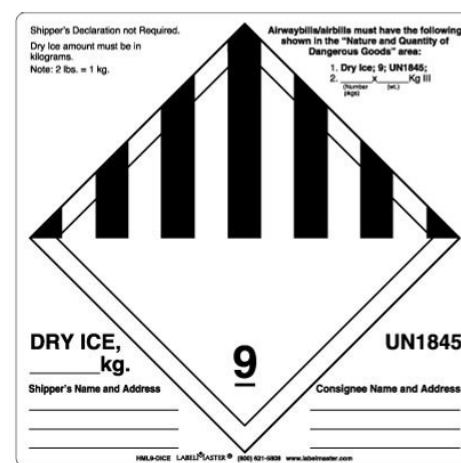 Shipper's Declaration not Required.
Dry Ice amount must be in
kilograms.
Note: 2 lbs. = 1 kg.
Airwaybills/airbills must have the following
shown in the "Nature and Quantity of
Dangerous Goods" area:
1. Dry Ice; 9; UN1845;
2. ______x______Kg III
(Number (wt.)
pkgs)
DRY ICE,
______kg.
9
UN1845
Shipper's Name and Address
Consignee Name and Address
HML9-DICE LABELMASTER® (800) 621-5808 www.labelmaster.com